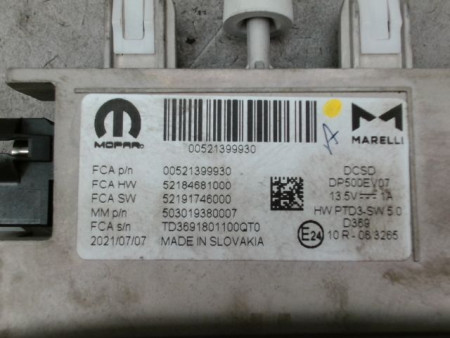 MOPAR
00521399930
A
MARELLI
FCA p/n 00521399930
FCA HW 52184681000
FCA SW 52191746000
MM p/n 503019380007
FCA s/n TD3691801100QT0
2021/07/07 MADE IN SLOVAKIA
DCSD
DP500EV07
13.5V 1A
HW PTD3-SW 5.0
D369
E24 10 R - 06 3265